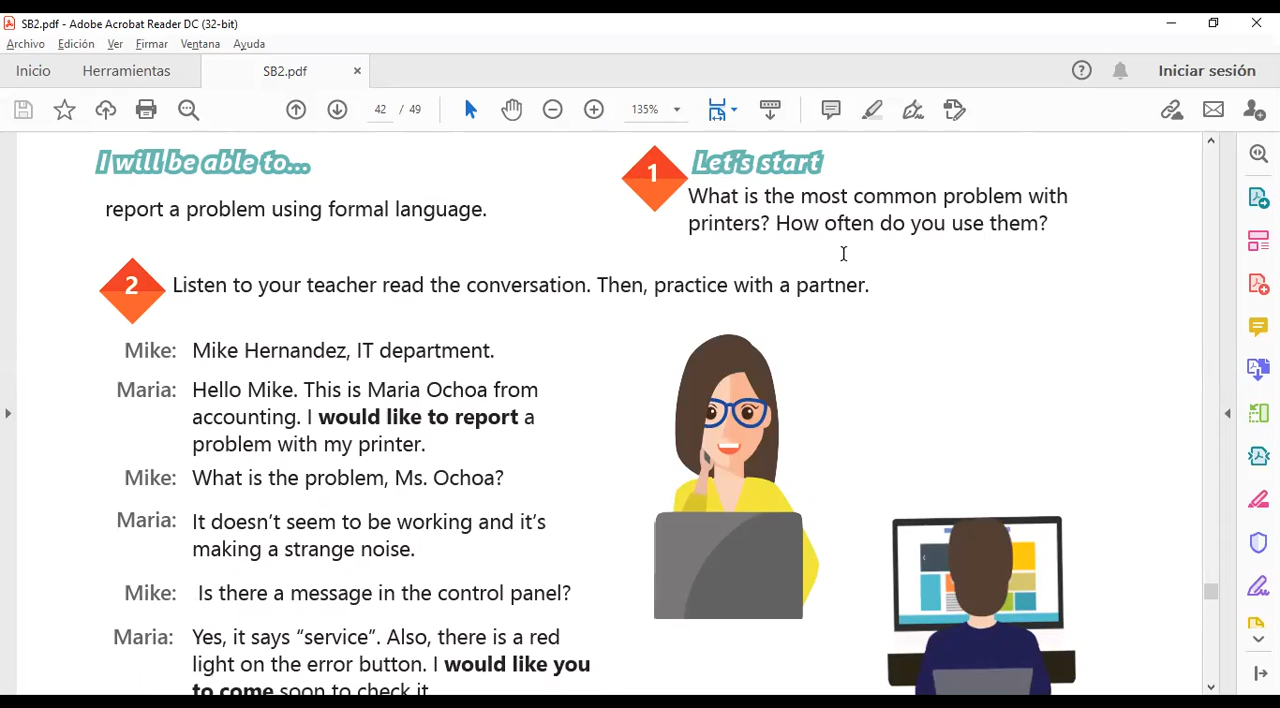 SB2.pdf - Adobe Acrobat Reader DC (32-bit)
Archivo Edición Ver Firmar Ventana Ayuda
Inicio Herramientas SB2.pdf × Iniciar sesión
42 / 49 135%
I will be able to...
report a problem using formal language.
1 Let's start
What is the most common problem with
printers? How often do you use them?
2 Listen to your teacher read the conversation. Then, practice with a partner.
Mike: Mike Hernandez, IT department.
Maria: Hello Mike. This is Maria Ochoa from
accounting. I would like to report a
problem with my printer.
Mike: What is the problem, Ms. Ochoa?
Maria: It doesn't seem to be working and it's
making a strange noise.
Mike: Is there a message in the control panel?
Maria: Yes, it says “service”. Also, there is a red
light on the error button. I would like you
to come soon to check it